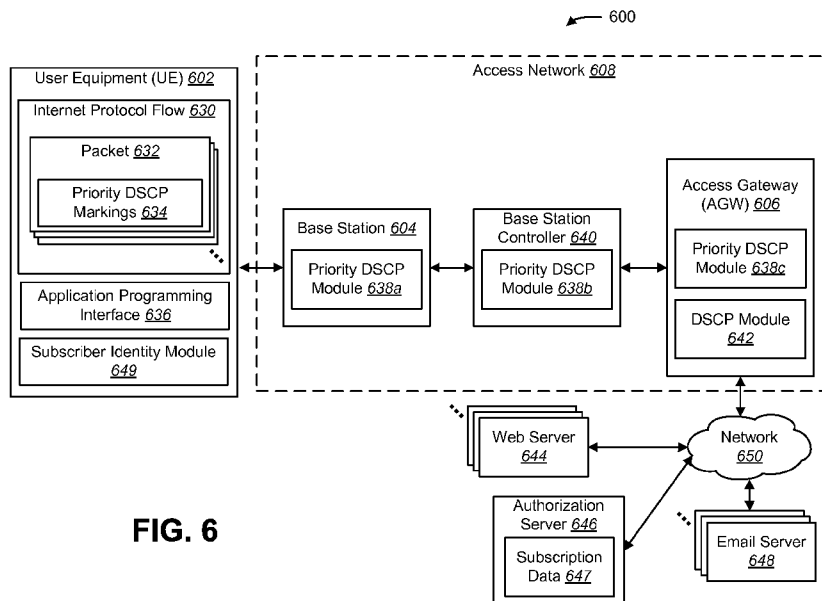 600
User Equipment (UE) 602
Internet Protocol Flow 630
Packet 632
Priority DSCP
Markings 634
Application Programming
Interface 636
Subscriber Identity Module
649
Access Network 608
Base Station 604
Priority DSCP
Module 638a
Base Station
Controller 640
Priority DSCP
Module 638b
Access Gateway
(AGW) 606
Priority DSCP
Module 638c
DSCP Module
642
Web Server
644
Network
650
Authorization
Server 646
Subscription
Data 647
Email Server
648
FIG. 6